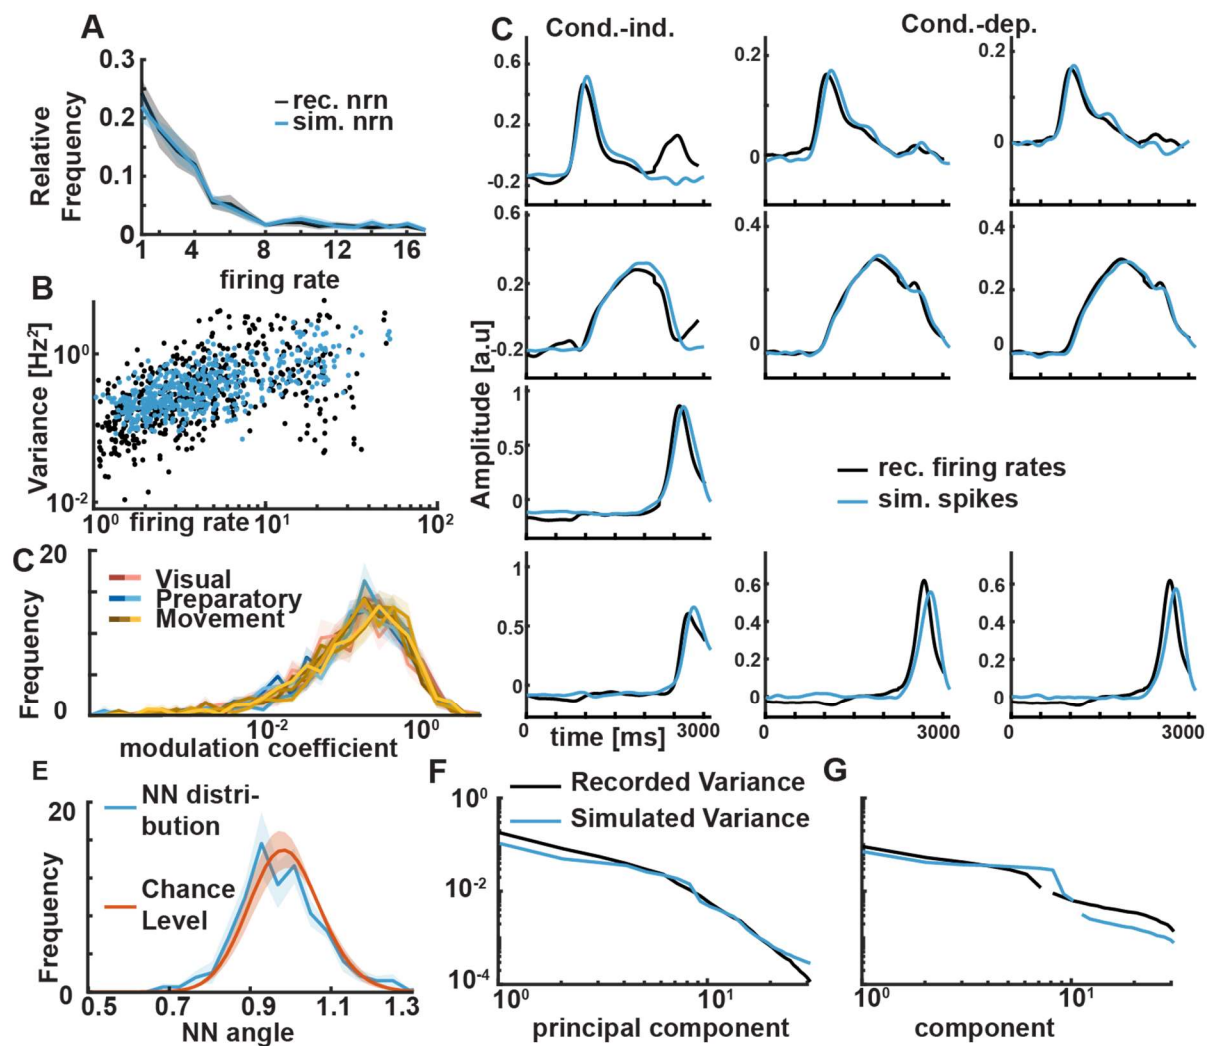 A
0.3
0.2
0.1
0
Relative
Frequency
rec. nrn
sim. nrn
1 4 8 12 16
firing rate
B
Variance [Hz²]
10⁰
10⁻²
10⁰ 10¹ 10²
firing rate
C
Cond.-ind.
Cond.-dep.
0.6
0.2
-0.2
0.2
0
0.2
0
0.6
0.2
-0.2
0.4
0
0.4
0
Amplitude [a.u]
1
0.5
0
rec. firing rates
sim. spikes
1
0.5
0
0.6
0.4
0.2
0
0.6
0.4
0.2
0
0 time [ms] 3000
0 3000
0 3000
C
20
0
Frequency
Visual
Preparatory
Movement
10⁻² 10⁰
modulation coefficient
E
20
0
Frequency
NN distri-
bution
Chance
Level
0.5 0.7 0.9 1.1 1.3
NN angle
F
Recorded Variance
Simulated Variance
10⁰
10⁻²
10⁻⁴
10⁰ 10¹
principal component
G
10⁰ 10¹
component